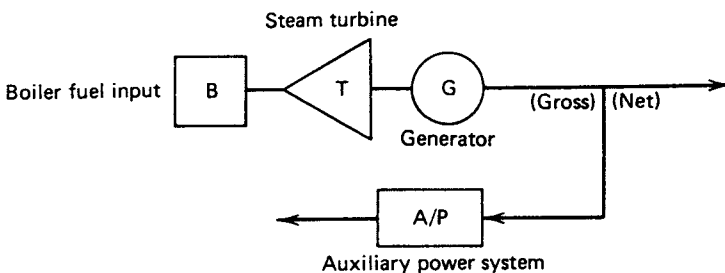 Steam turbine
Boiler fuel input
B
T
G
(Gross)
(Net)
Generator
A/P
Auxiliary power system